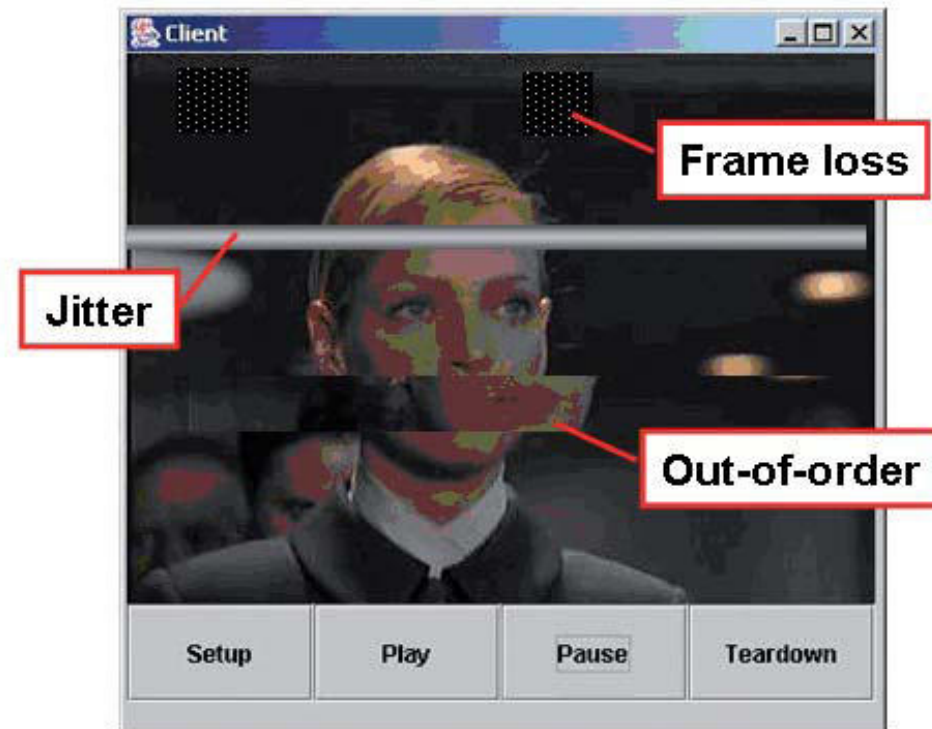 Client
Frame loss
Jitter
Out-of-order
Setup
Play
Pause
Teardown